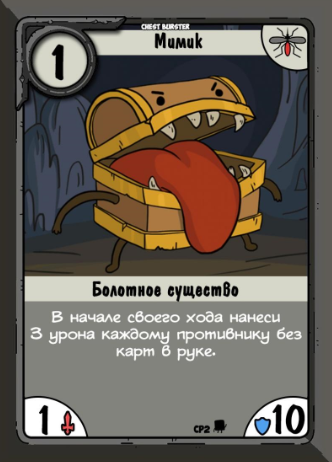 CHEST BURSTER
1
Мимик
Болотное существо
В начале своего хода нанеси
3 урона каждому противнику без
карт в руке.
1
CP2
10